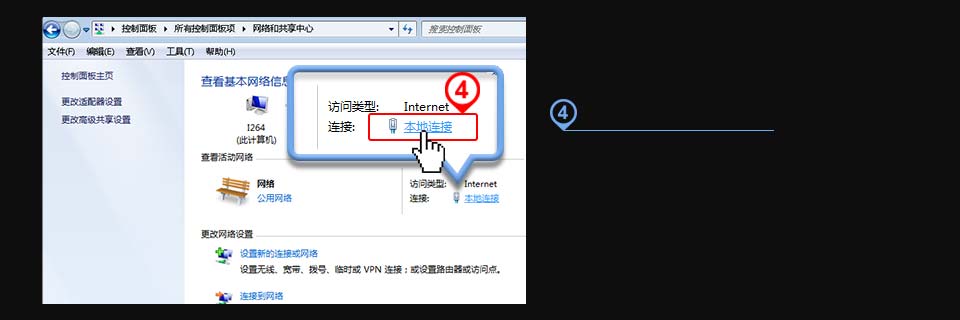 控制面板 ▸ 所有控制面板项 ▸ 网络和共享中心
搜索控制面板
文件(F) 编辑(E) 查看(V) 工具(T) 帮助(H)
控制面板主页
更改适配器设置
更改高级共享设置
查看基本网络信息
I264
(此计算机)
4
访问类型: Internet
连接: 本地连接
4
查看活动网络
网络
公用网络
访问类型: Internet
连接: 本地连接
更改网络设置
设置新的连接或网络
设置无线、宽带、拨号、临时或 VPN 连接；或设置路由器或访问点。
连接到网络